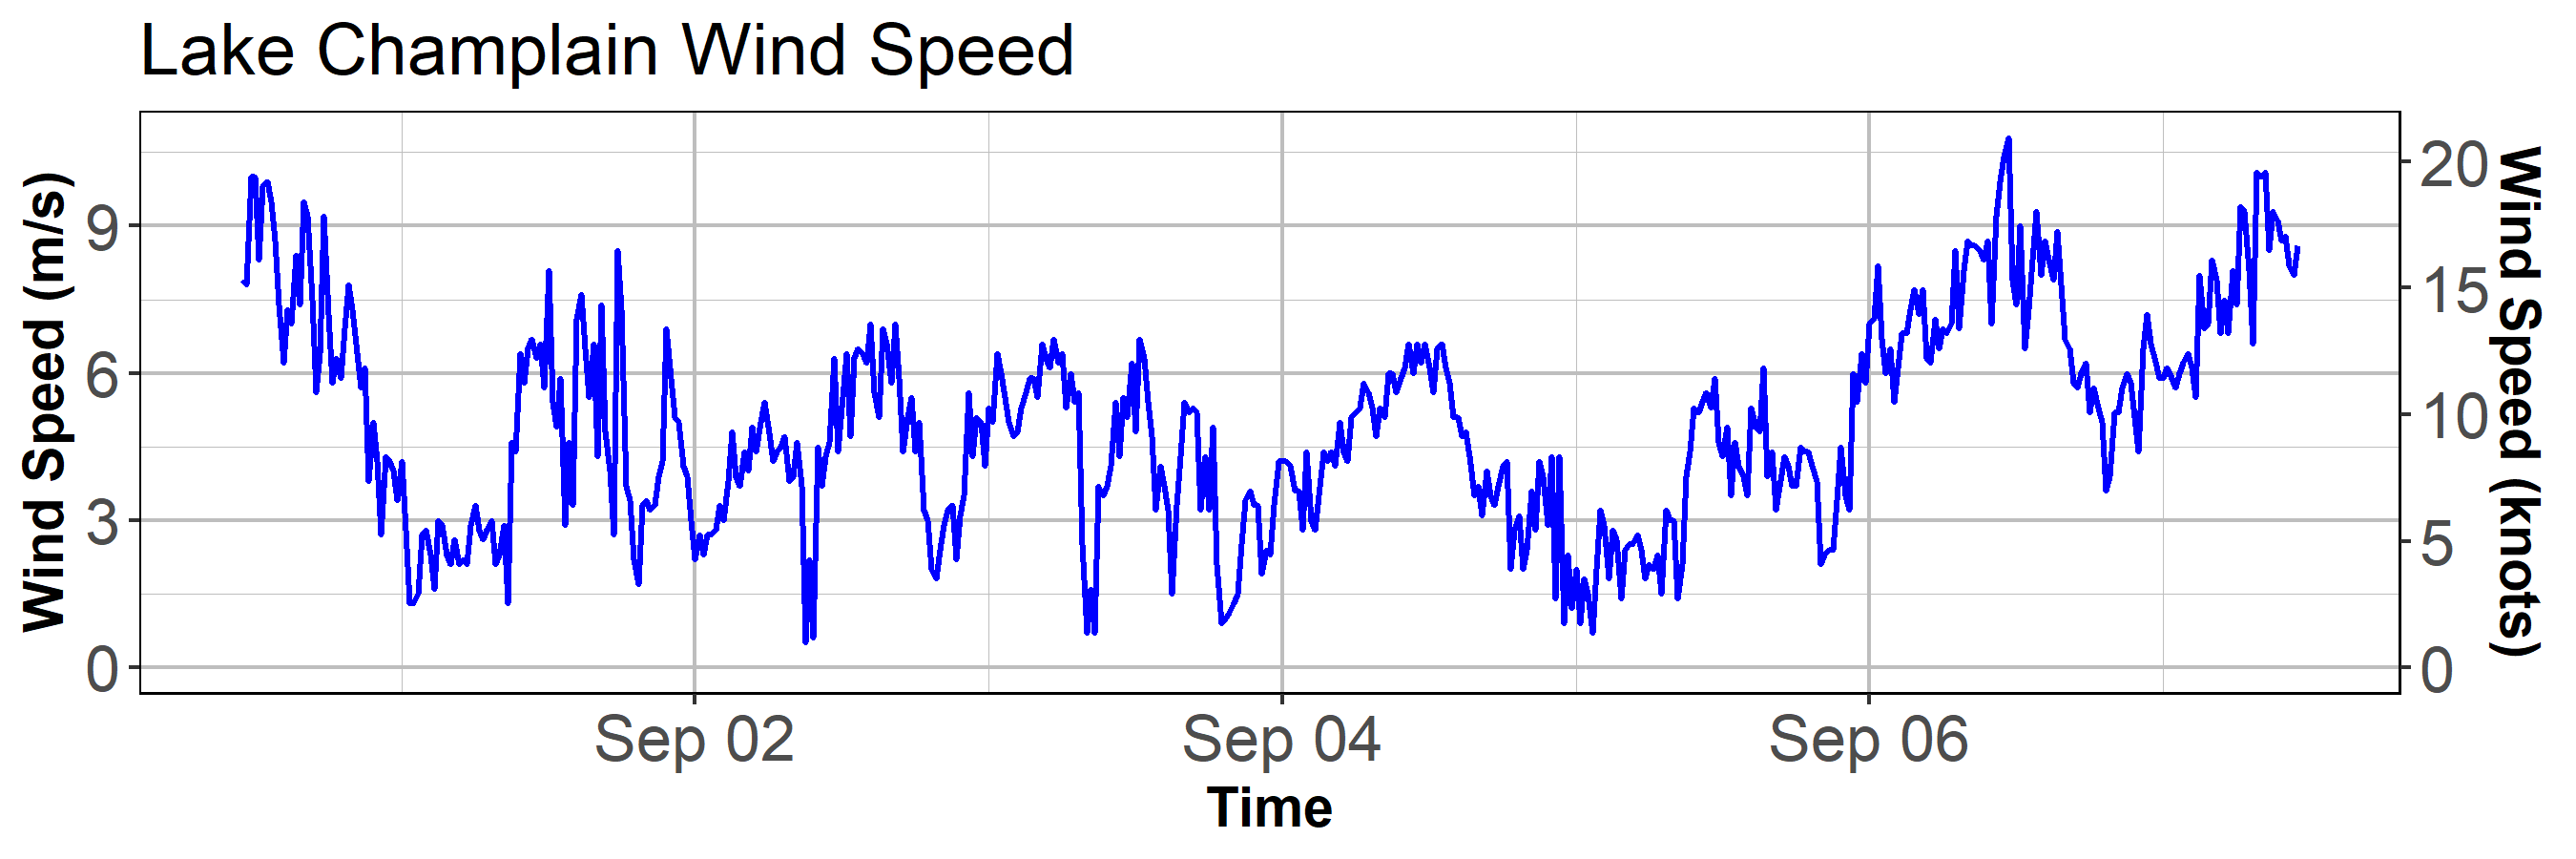 Lake Champlain Wind Speed
Wind Speed (m/s)
9
6
3
0
20
15
10
5
0
Wind Speed (knots)
Sep 02
Sep 04
Sep 06
Time